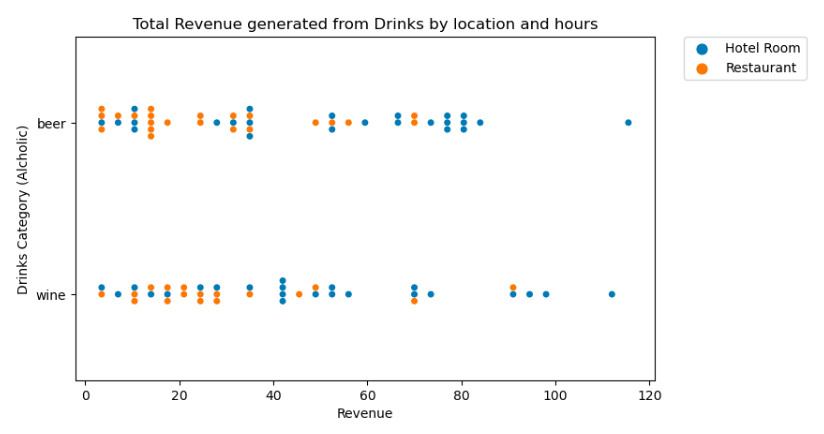 Total Revenue generated from Drinks by location and hours
Hotel Room
Restaurant
Drinks Category (Alcholic)
beer
wine
0 20 40 60 80 100 120
Revenue